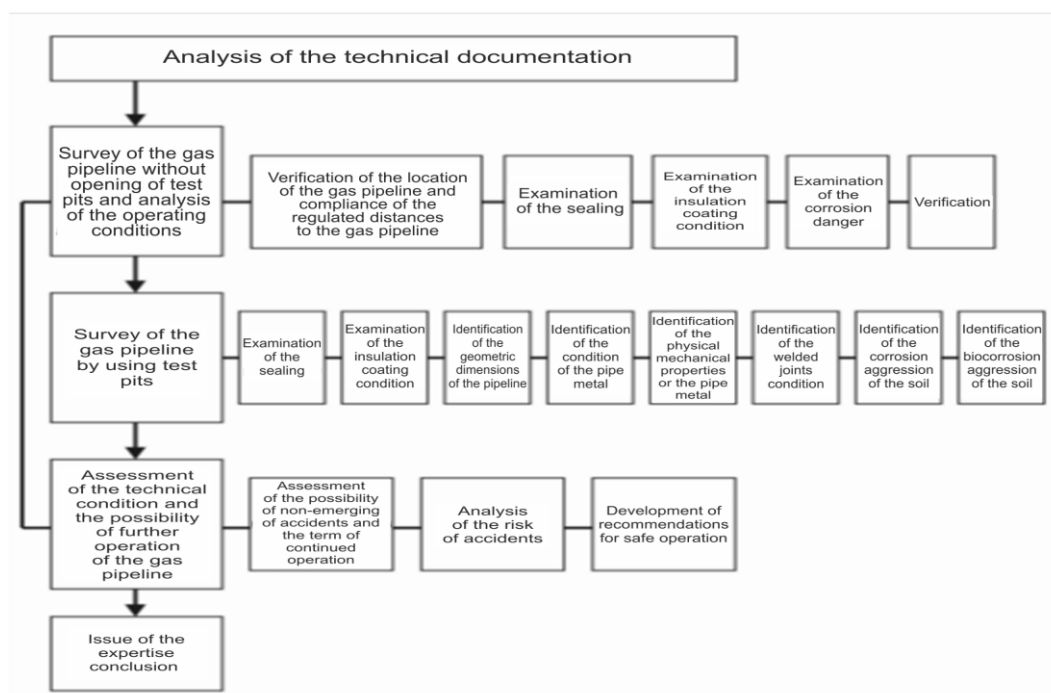 Analysis of the technical documentation
Survey of the gas
pipeline without
opening of test
pits and analysis
of the operating
conditions
Verification of the location
of the gas pipeline and
compliance of the
regulated distances
to the gas pipeline
Examination
of the sealing
Examination
of the
insulation
coating
condition
Examination
of the
corrosion
danger
Verification
Survey of the
gas pipeline
by using test
pits
Examination
of the
sealing
Examination
of the
insulation
coating
condition
Identification
of the
geometric
dimensions
of the pipeline
Identification
of the
condition
of the pipe
metal
Identification
of the
physical
mechanical
properties
or the pipe
metal
Identification
of the
welded
joints
condition
Identification
of the
corrosion
aggression
of the soil
Identification
of the
biocorrosion
aggression
of the soil
Assessment
of the technical
condition and
the possibility
of further
operation
of the gas
pipeline
Assessment
of the possibility
of non-emerging
of accidents and
the term of
continued
operation
Analysis
of the risk
of accidents
Development of
recommendations
for safe operation
Issue of the
expertise
conclusion